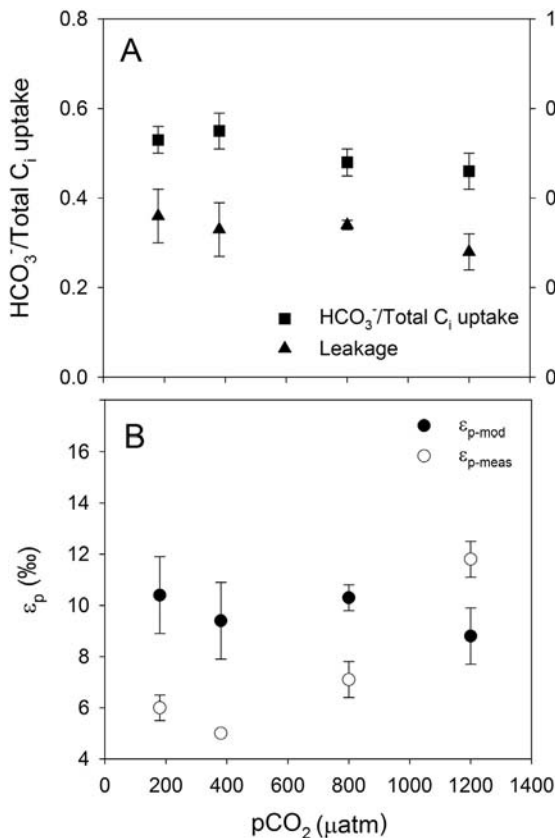 A
0.8
0.6
0.4
0.2
0.0
HCO₃⁻/Total Cᵢ uptake
HCO₃⁻/Total Cᵢ uptake
Leakage
1
0
0
0
0
B
εp-mod
εp-meas
16
14
12
10
8
6
4
εp (‰)
0 200 400 600 800 1000 1200 1400
pCO₂ (µatm)